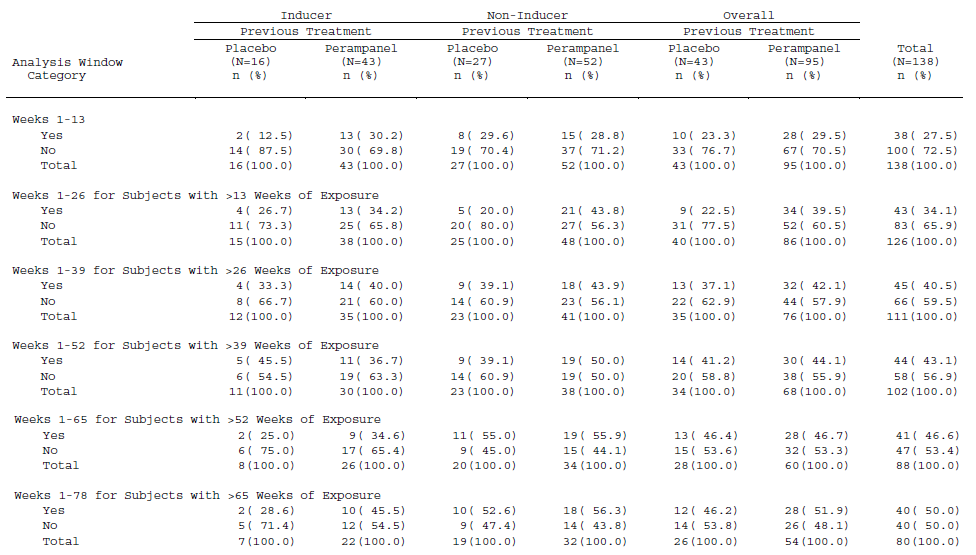 Inducer Non-Inducer Overall
Previous Treatment Previous Treatment Previous Treatment
Placebo Perampanel Placebo Perampanel Placebo Perampanel Total
Analysis Window (N=16) (N=43) (N=27) (N=52) (N=43) (N=95) (N=138)
Category n (%) n (%) n (%) n (%) n (%) n (%) n (%)
Weeks 1-13
Yes 2( 12.5) 13( 30.2) 8( 29.6) 15( 28.8) 10( 23.3) 28( 29.5) 38( 27.5)
No 14( 87.5) 30( 69.8) 19( 70.4) 37( 71.2) 33( 76.7) 67( 70.5) 100( 72.5)
Total 16(100.0) 43(100.0) 27(100.0) 52(100.0) 43(100.0) 95(100.0) 138(100.0)
Weeks 1-26 for Subjects with >13 Weeks of Exposure
Yes 4( 26.7) 13( 34.2) 5( 20.0) 21( 43.8) 9( 22.5) 34( 39.5) 43( 34.1)
No 11( 73.3) 25( 65.8) 20( 80.0) 27( 56.3) 31( 77.5) 52( 60.5) 83( 65.9)
Total 15(100.0) 38(100.0) 25(100.0) 48(100.0) 40(100.0) 86(100.0) 126(100.0)
Weeks 1-39 for Subjects with >26 Weeks of Exposure
Yes 4( 33.3) 14( 40.0) 9( 39.1) 18( 43.9) 13( 37.1) 32( 42.1) 45( 40.5)
No 8( 66.7) 21( 60.0) 14( 60.9) 23( 56.1) 22( 62.9) 44( 57.9) 66( 59.5)
Total 12(100.0) 35(100.0) 23(100.0) 41(100.0) 35(100.0) 76(100.0) 111(100.0)
Weeks 1-52 for Subjects with >39 Weeks of Exposure
Yes 5( 45.5) 11( 36.7) 9( 39.1) 19( 50.0) 14( 41.2) 30( 44.1) 44( 43.1)
No 6( 54.5) 19( 63.3) 14( 60.9) 19( 50.0) 20( 58.8) 38( 55.9) 58( 56.9)
Total 11(100.0) 30(100.0) 23(100.0) 38(100.0) 34(100.0) 68(100.0) 102(100.0)
Weeks 1-65 for Subjects with >52 Weeks of Exposure
Yes 2( 25.0) 9( 34.6) 11( 55.0) 19( 55.9) 13( 46.4) 28( 46.7) 41( 46.6)
No 6( 75.0) 17( 65.4) 9( 45.0) 15( 44.1) 15( 53.6) 32( 53.3) 47( 53.4)
Total 8(100.0) 26(100.0) 20(100.0) 34(100.0) 28(100.0) 60(100.0) 88(100.0)
Weeks 1-78 for Subjects with >65 Weeks of Exposure
Yes 2( 28.6) 10( 45.5) 10( 52.6) 18( 56.3) 12( 46.2) 28( 51.9) 40( 50.0)
No 5( 71.4) 12( 54.5) 9( 47.4) 14( 43.8) 14( 53.8) 26( 48.1) 40( 50.0)
Total 7(100.0) 22(100.0) 19(100.0) 32(100.0) 26(100.0) 54(100.0) 80(100.0)